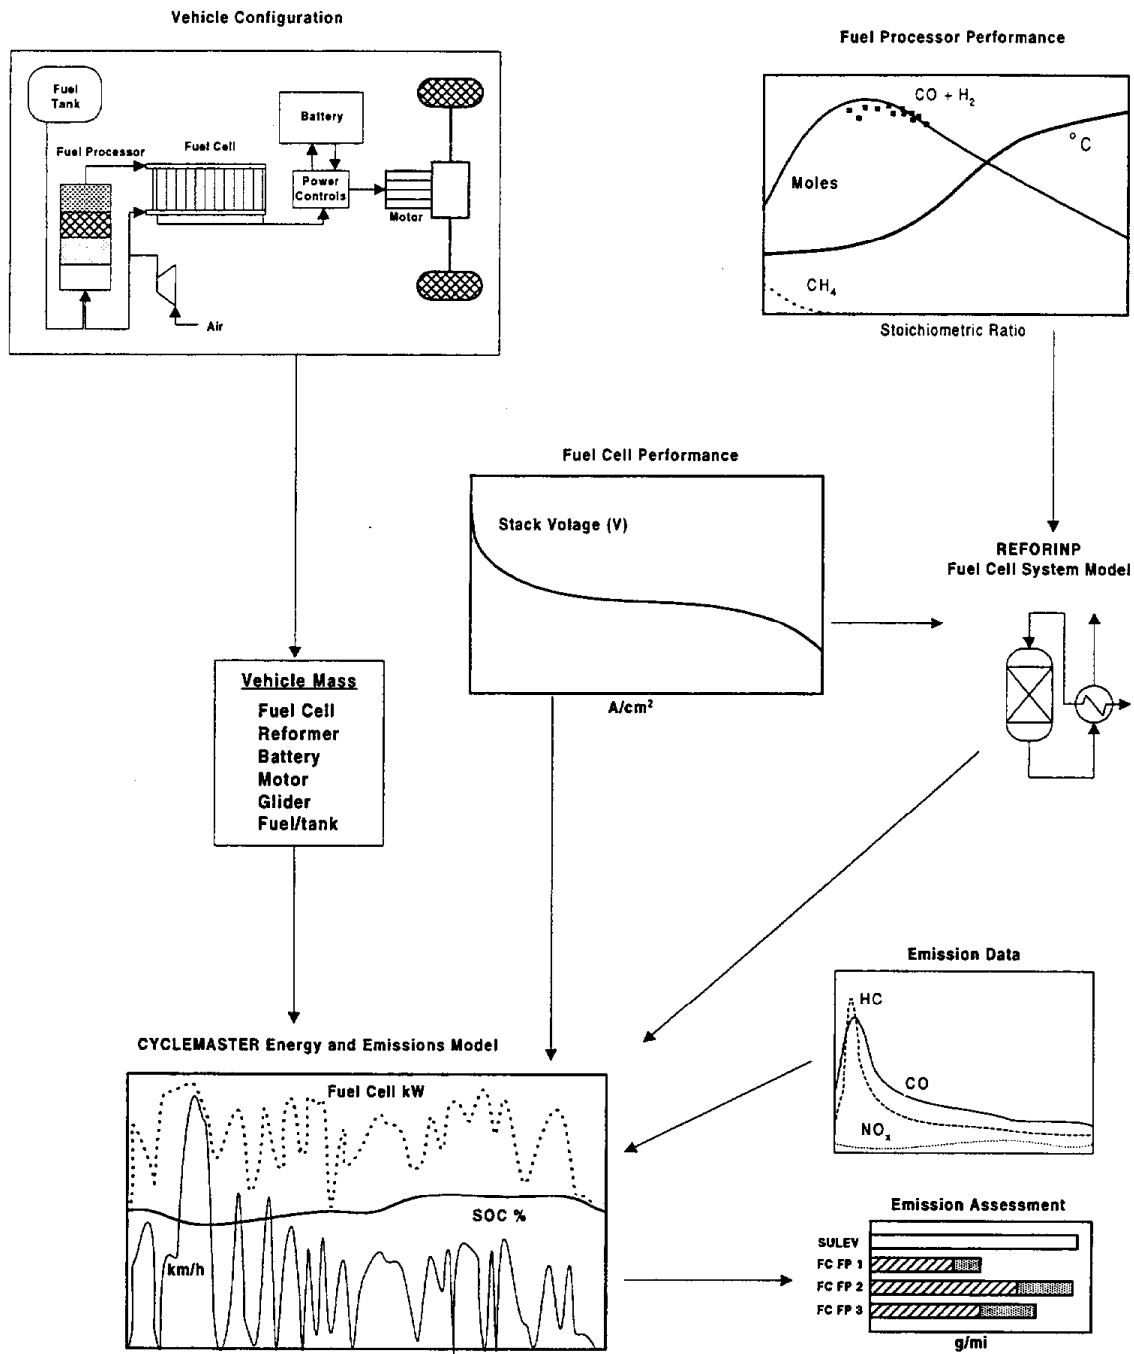 Vehicle Configuration
Fuel
Tank
Fuel Processor
Fuel Cell
Battery
Power
Controls
Motor
Air
Fuel Processor Performance
CO + H2
°C
Moles
CH4
Stoichiometric Ratio
Fuel Cell Performance
Stack Volage (V)
A/cm²
REFORINP
Fuel Cell System Model
Vehicle Mass
Fuel Cell
Reformer
Battery
Motor
Glider
Fuel/tank
CYCLEMASTER Energy and Emissions Model
Fuel Cell kW
SOC %
km/h
Emission Data
HC
CO
NOx
Emission Assessment
SULEV
FC FP 1
FC FP 2
FC FP 3
g/mi